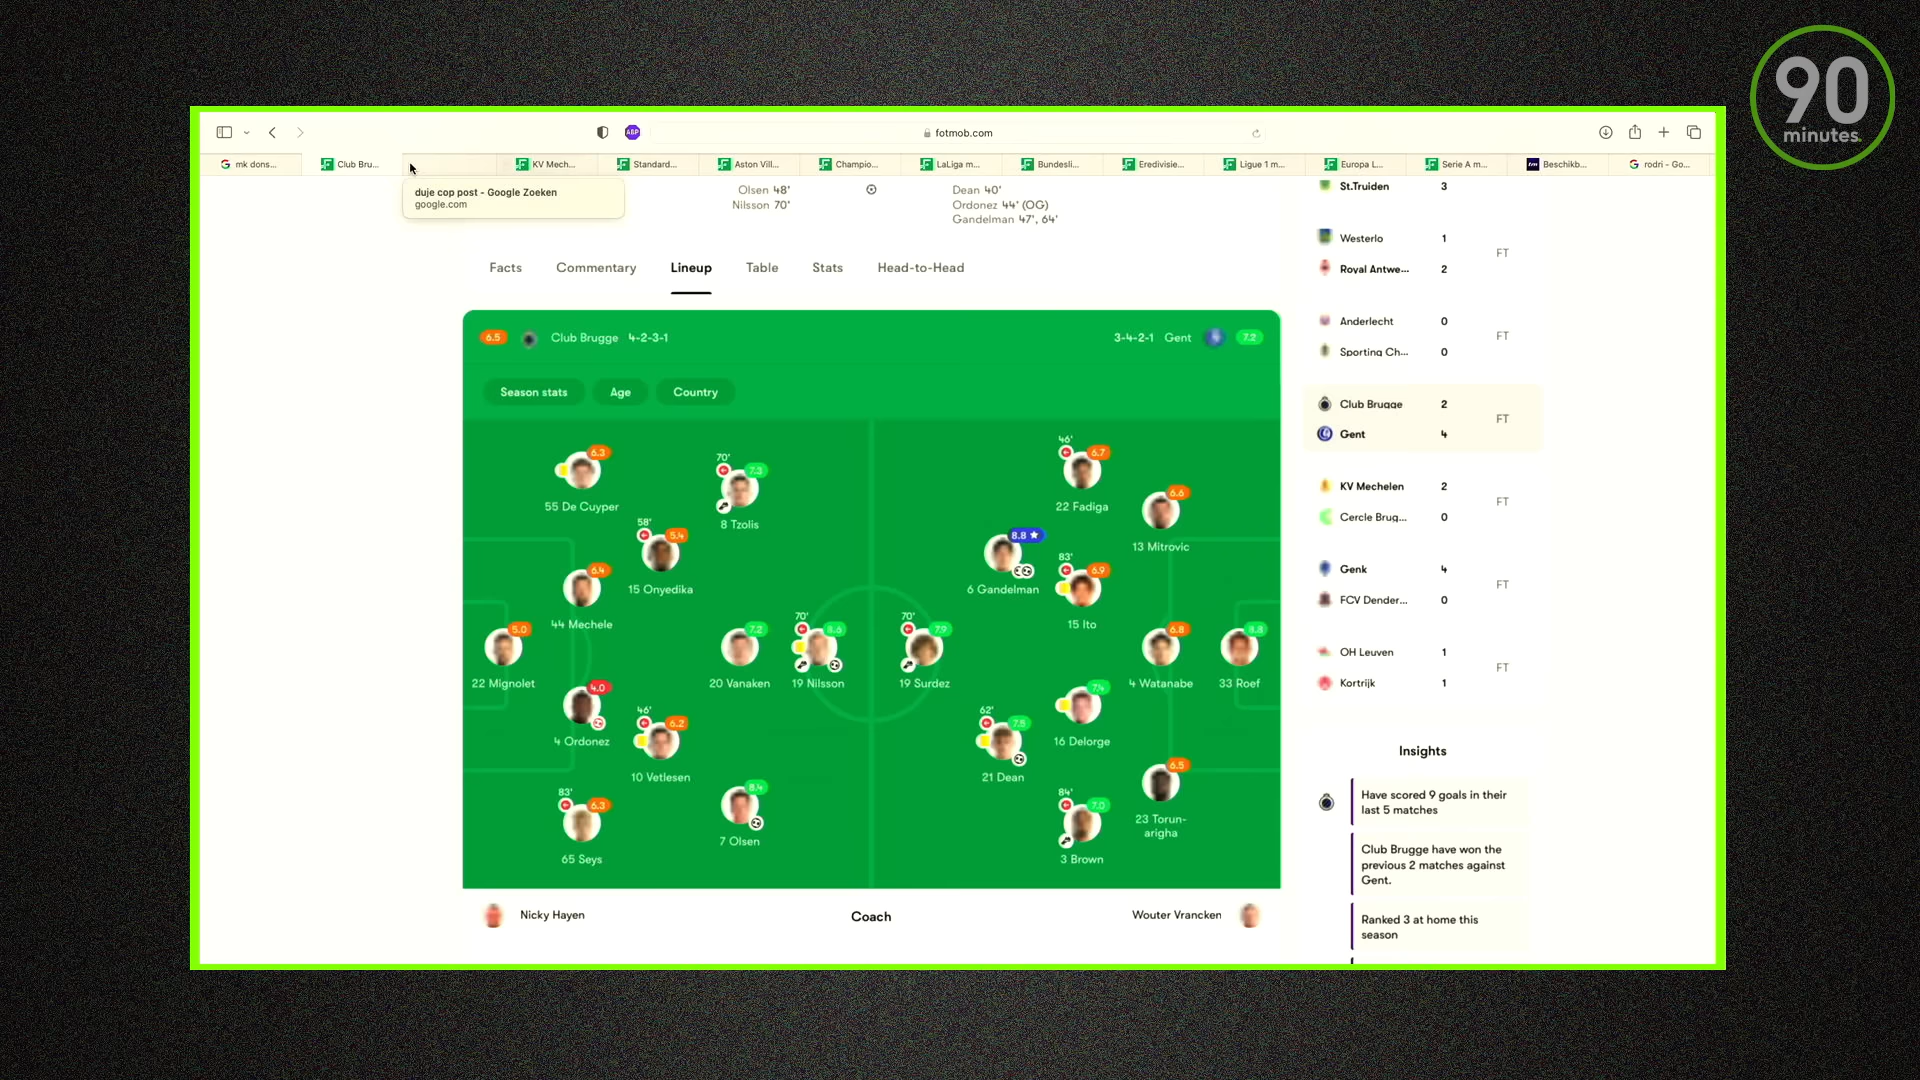 90
minutes.
fotmob.com
ABP
mk dons...
Club Bru...
KV Mech...
Standard...
Aston Vill...
Champio...
LaLiga m...
Bundesli...
Eredivisie...
Ligue 1 m...
Europa L...
Serie A m...
Beschikb...
rodri - Go...
duje cop post - Google Zoeken
google.com
Olsen 48'
Nilsson 70'
Dean 40'
Ordonez 44' (OG)
Gandelman 47', 64'
Facts
Commentary
Lineup
Table
Stats
Head-to-Head
6.5
Club Brugge 4-2-3-1
3-4-2-1 Gent
7.2
Season stats
Age
Country
6.3
55 De Cuyper
70'
7.3
8 Tzolis
58'
5.4
15 Onyedika
6.4
44 Mechele
5.0
22 Mignolet
7.2
20 Vanaken
70'
8.6
19 Nilsson
4.0
4 Ordonez
46'
6.2
10 Vetlesen
8.4
7 Olsen
83'
6.3
65 Seys
46'
6.7
22 Fadiga
6.6
13 Mitrovic
8.8
6 Gandelman
83'
6.9
15 Ito
70'
7.9
19 Surdez
6.8
4 Watanabe
8.8
33 Roef
7.4
16 Delorge
62'
7.5
21 Dean
6.5
23 Torun-
arigha
84'
7.0
3 Brown
Nicky Hayen
Coach
Wouter Vrancken
St.Truiden 3
Westerlo 1
FT
Royal Antwe... 2
Anderlecht 0
FT
Sporting Ch... 0
Club Brugge 2
FT
Gent 4
KV Mechelen 2
FT
Cercle Brug... 0
Genk 4
FT
FCV Dender... 0
OH Leuven 1
FT
Kortrijk 1
Insights
Have scored 9 goals in their
last 5 matches
Club Brugge have won the
previous 2 matches against
Gent.
Ranked 3 at home this
season